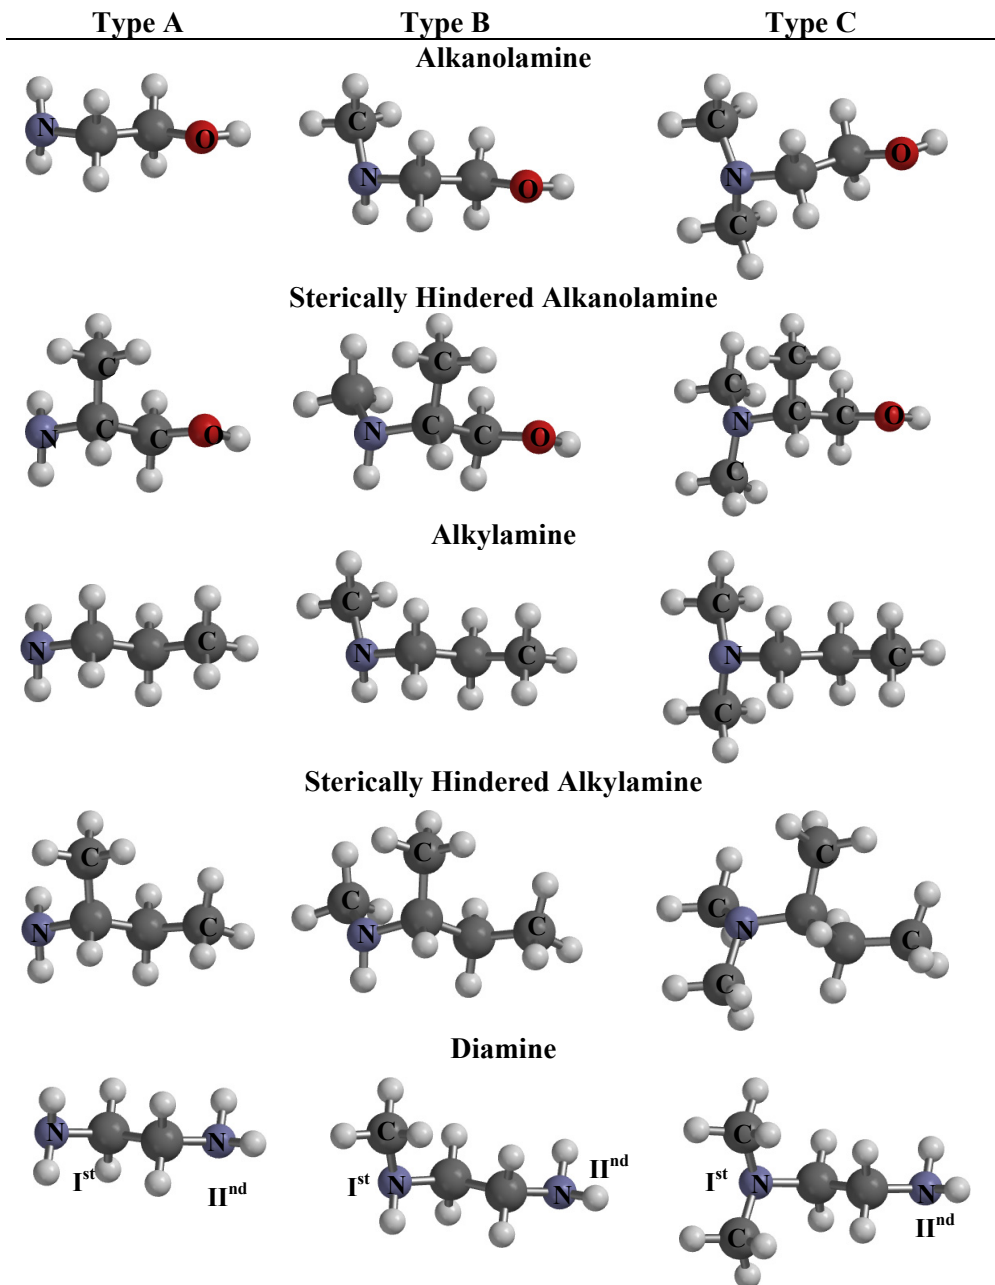 Type A Type B Type C
Alkanolamine
N O
C N O
C N C O
Sterically Hindered Alkanolamine
C N C C O
N C C C O
C C N C C O C
Alkylamine
N C
C N C
C N C C
Sterically Hindered Alkylamine
C N C
C N C
C C N C C
Diamine
N N Iˢᵗ IIⁿᵈ
C Iˢᵗ N N IIⁿᵈ
C Iˢᵗ N N IIⁿᵈ C